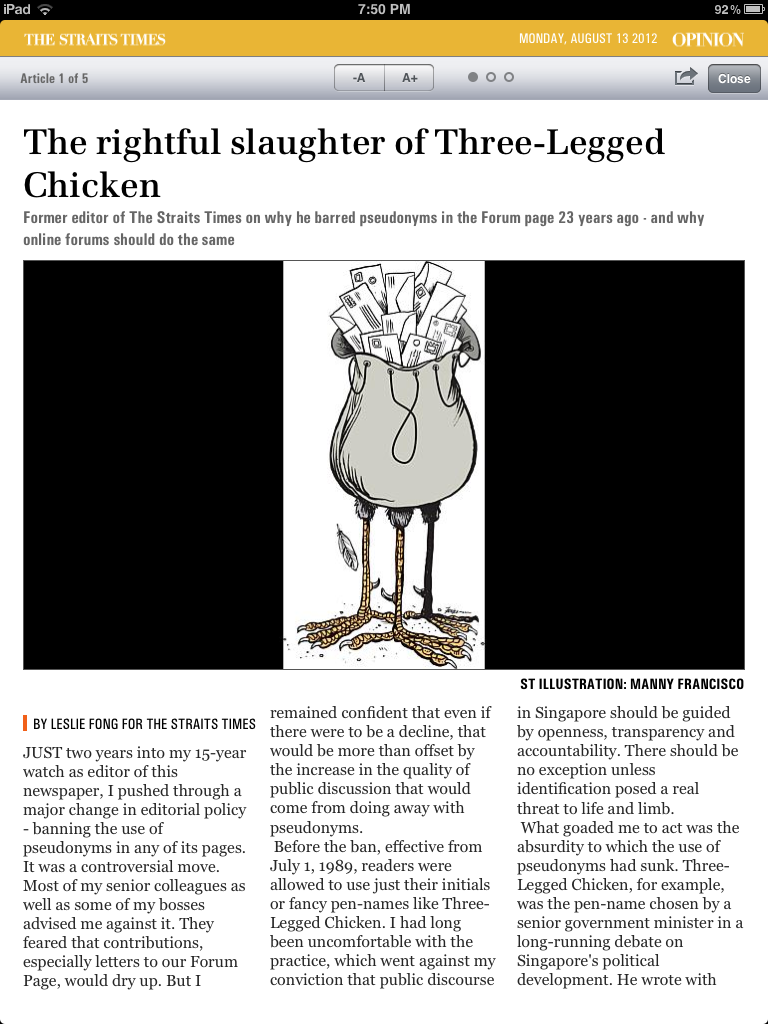 iPad 7:50 PM 92%
THE STRAITS TIMES MONDAY, AUGUST 13 2012 OPINION
Article 1 of 5 -A A+ Close
The rightful slaughter of Three-Legged
Chicken
Former editor of The Straits Times on why he barred pseudonyms in the Forum page 23 years ago - and why
online forums should do the same
ST ILLUSTRATION: MANNY FRANCISCO
BY LESLIE FONG FOR THE STRAITS TIMES
JUST two years into my 15-year
watch as editor of this
newspaper, I pushed through a
major change in editorial policy
- banning the use of
pseudonyms in any of its pages.
It was a controversial move.
Most of my senior colleagues as
well as some of my bosses
advised me against it. They
feared that contributions,
especially letters to our Forum
Page, would dry up. But I
remained confident that even if
there were to be a decline, that
would be more than offset by
the increase in the quality of
public discussion that would
come from doing away with
pseudonyms.
Before the ban, effective from
July 1, 1989, readers were
allowed to use just their initials
or fancy pen-names like Three-
Legged Chicken. I had long
been uncomfortable with the
practice, which went against my
conviction that public discourse
in Singapore should be guided
by openness, transparency and
accountability. There should be
no exception unless
identification posed a real
threat to life and limb.
What goaded me to act was the
absurdity to which the use of
pseudonyms had sunk. Three-
Legged Chicken, for example,
was the pen-name chosen by a
senior government minister in a
long-running debate on
Singapore's political
development. He wrote with